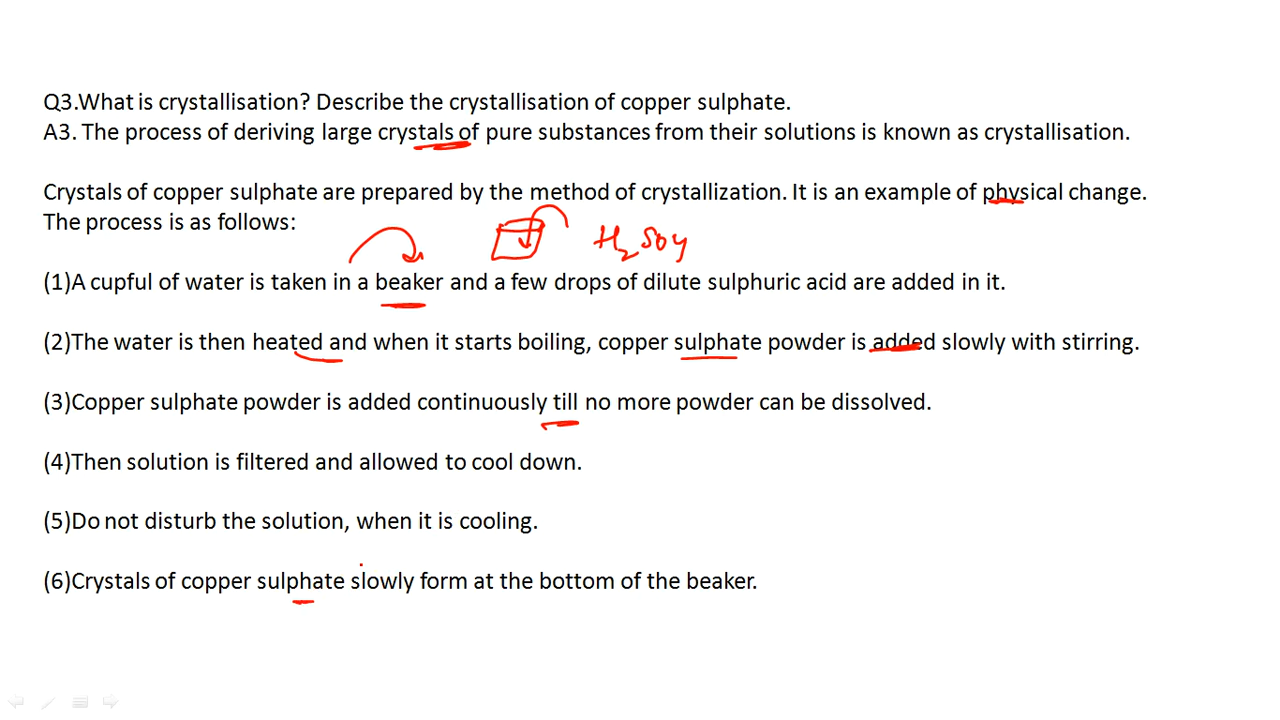 Q3.What is crystallisation? Describe the crystallisation of copper sulphate.
A3. The process of deriving large crystals of pure substances from their solutions is known as crystallisation.
Crystals of copper sulphate are prepared by the method of crystallization. It is an example of physical change.
The process is as follows:
H2SO4
(1)A cupful of water is taken in a beaker and a few drops of dilute sulphuric acid are added in it.
(2)The water is then heated and when it starts boiling, copper sulphate powder is added slowly with stirring.
(3)Copper sulphate powder is added continuously till no more powder can be dissolved.
(4)Then solution is filtered and allowed to cool down.
(5)Do not disturb the solution, when it is cooling.
(6)Crystals of copper sulphate slowly form at the bottom of the beaker.